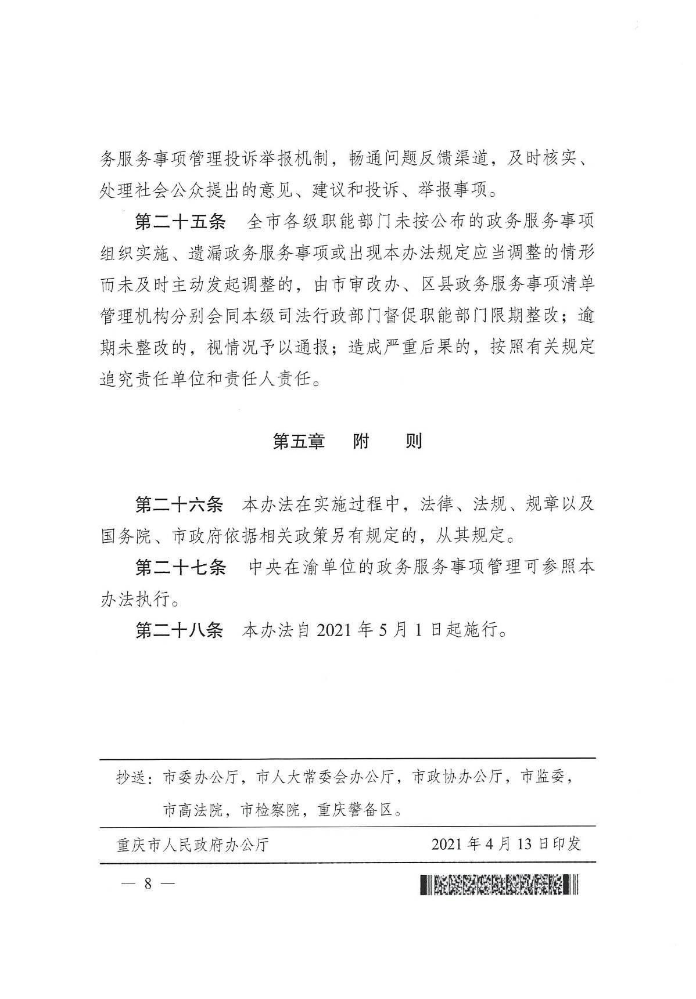 务服务事项管理投诉举报机制，畅通问题反馈渠道，及时核实、
处理社会公众提出的意见、建议和投诉、举报事项。
第二十五条 全市各级职能部门未按公布的政务服务事项
组织实施、遗漏政务服务事项或出现本办法规定应当调整的情形
而未及时主动发起调整的，由市审改办、区县政务服务事项清单
管理机构分别会同本级司法行政部门督促职能部门限期整改；逾
期未整改的，视情况予以通报；造成严重后果的，按照有关规定
追究责任单位和责任人责任。
第五章 附 则
第二十六条 本办法在实施过程中，法律、法规、规章以及
国务院、市政府依据相关政策另有规定的，从其规定。
第二十七条 中央在渝单位的政务服务事项管理可参照本
办法执行。
第二十八条 本办法自 2021 年 5 月 1 日起施行。
抄送：市委办公厅，市人大常委会办公厅，市政协办公厅，市监委，
市高法院，市检察院，重庆警备区。
重庆市人民政府办公厅 2021 年 4 月 13 日印发
— 8 —